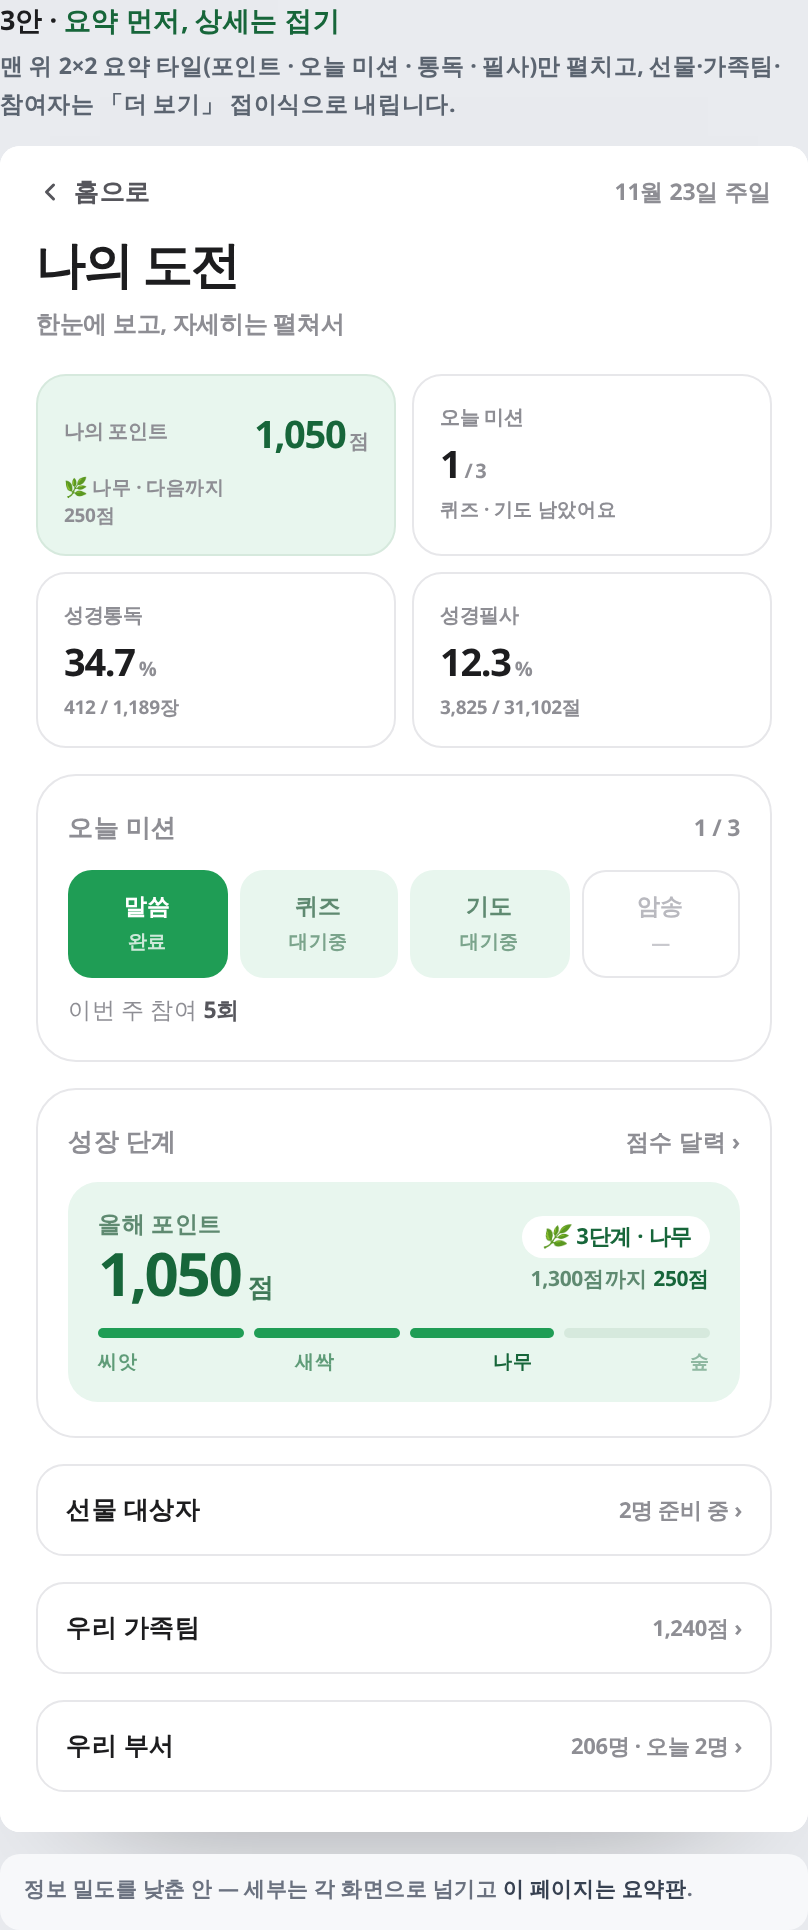 3안 · 요약 먼저, 상세는 접기
맨 위 2×2 요약 타일(포인트 · 오늘 미션 · 통독 · 필사)만 펼치고, 선물·가족팀·
참여자는 「더 보기」 접이식으로 내립니다.
홈으로
11월 23일 주일
나의 도전
한눈에 보고, 자세히는 펼쳐서
나의 포인트 1,050 점
🌿 나무 · 다음까지
250점
오늘 미션
1 / 3
퀴즈 · 기도 남았어요
성경통독
34.7 %
412 / 1,189장
성경필사
12.3 %
3,825 / 31,102절
오늘 미션 1 / 3
말씀
완료
퀴즈
대기중
기도
대기중
암송
—
이번 주 참여 5회
성장 단계 점수 달력 ›
올해 포인트
1,050 점
🌿 3단계 · 나무
1,300점까지 250점
씨앗 새싹 나무 숲
선물 대상자 2명 준비 중 ›
우리 가족팀 1,240점 ›
우리 부서 206명 · 오늘 2명 ›
정보 밀도를 낮춘 안 — 세부는 각 화면으로 넘기고 이 페이지는 요약판.